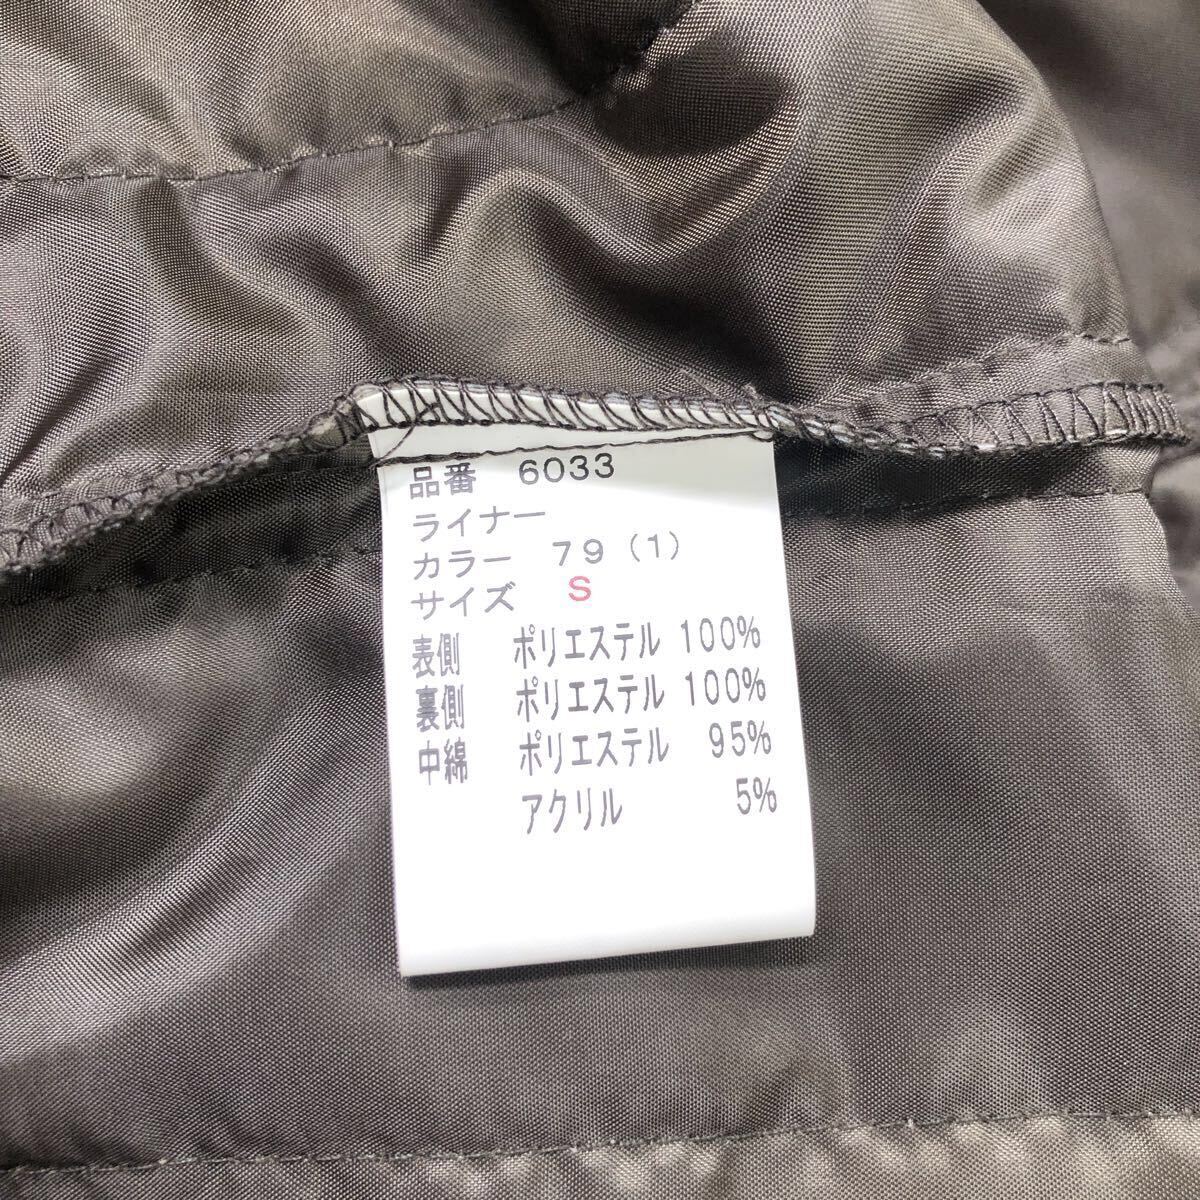 品番 6033
ライナー
カラー 79(1)
サイズ S
表側 ポリエステル 100%
裏側 ポリエステル 100%
中綿 ポリエステル 95%
アクリル 5%